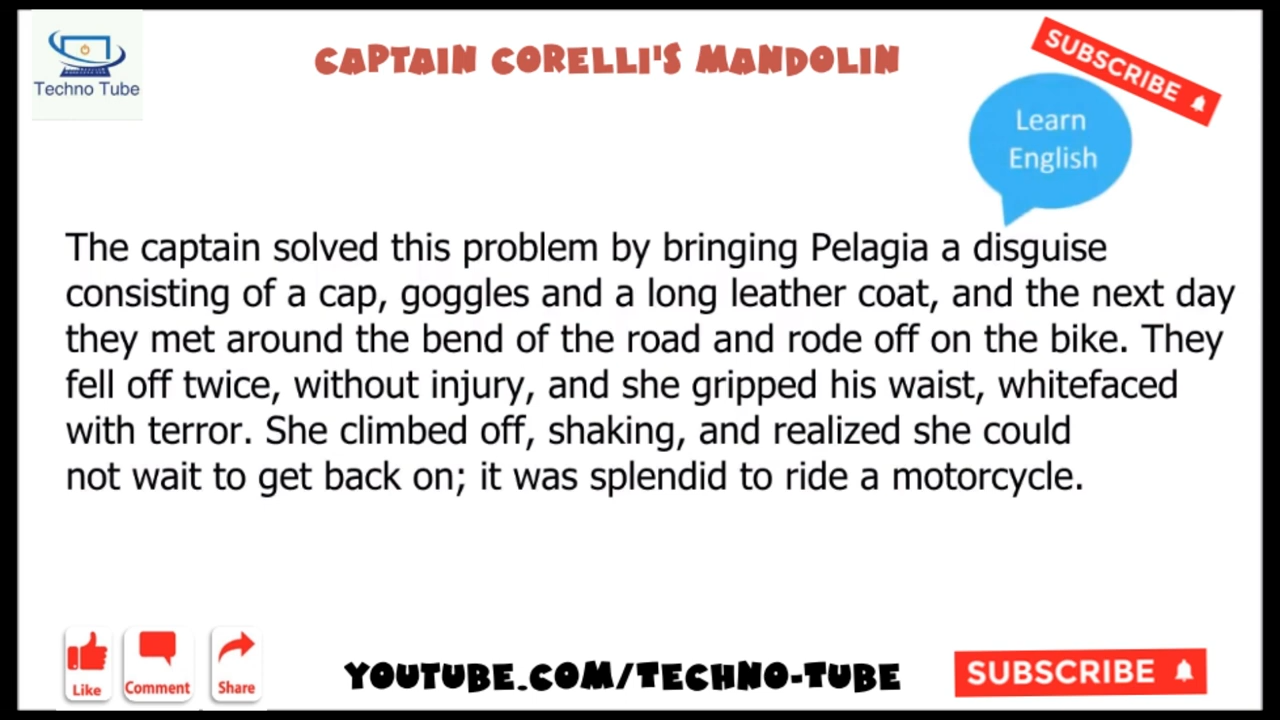 Techno Tube
CAPTAIN CORELLI'S MANDOLIN
SUBSCRIBE
Learn
English
The captain solved this problem by bringing Pelagia a disguise
consisting of a cap, goggles and a long leather coat, and the next day
they met around the bend of the road and rode off on the bike. They
fell off twice, without injury, and she gripped his waist, whitefaced
with terror. She climbed off, shaking, and realized she could
not wait to get back on; it was splendid to ride a motorcycle.
Like
Comment
Share
YOUTUBE.COM/TECHNO-TUBE
SUBSCRIBE